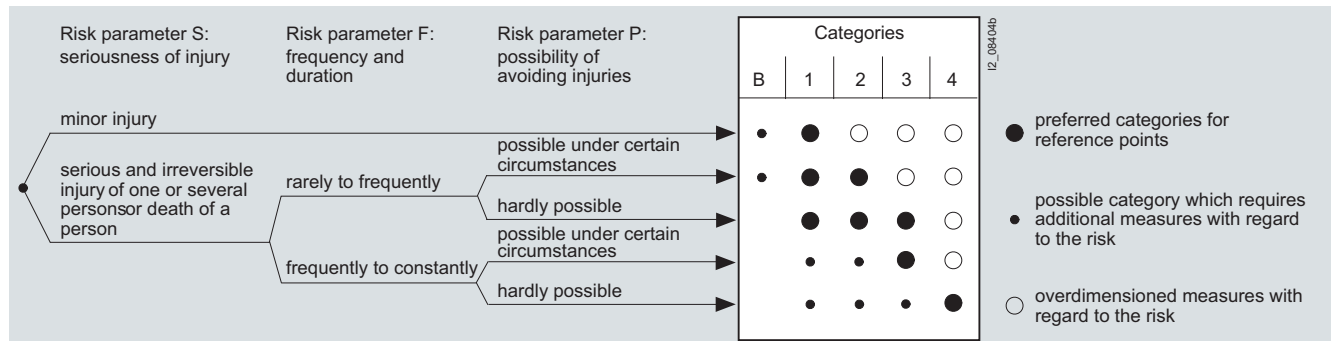 Risk parameter S:
seriousness of injury
Risk parameter F:
frequency and
duration
Risk parameter P:
possibility of
avoiding injuries
Categories
B 1 2 3 4
I2_08404b
minor injury
serious and irreversible
injury of one or several
personsor death of a
person
rarely to frequently
frequently to constantly
possible under certain
circumstances
hardly possible
possible under certain
circumstances
hardly possible
preferred categories for
reference points
possible category which requires
additional measures with regard
to the risk
overdimensioned measures with
regard to the risk